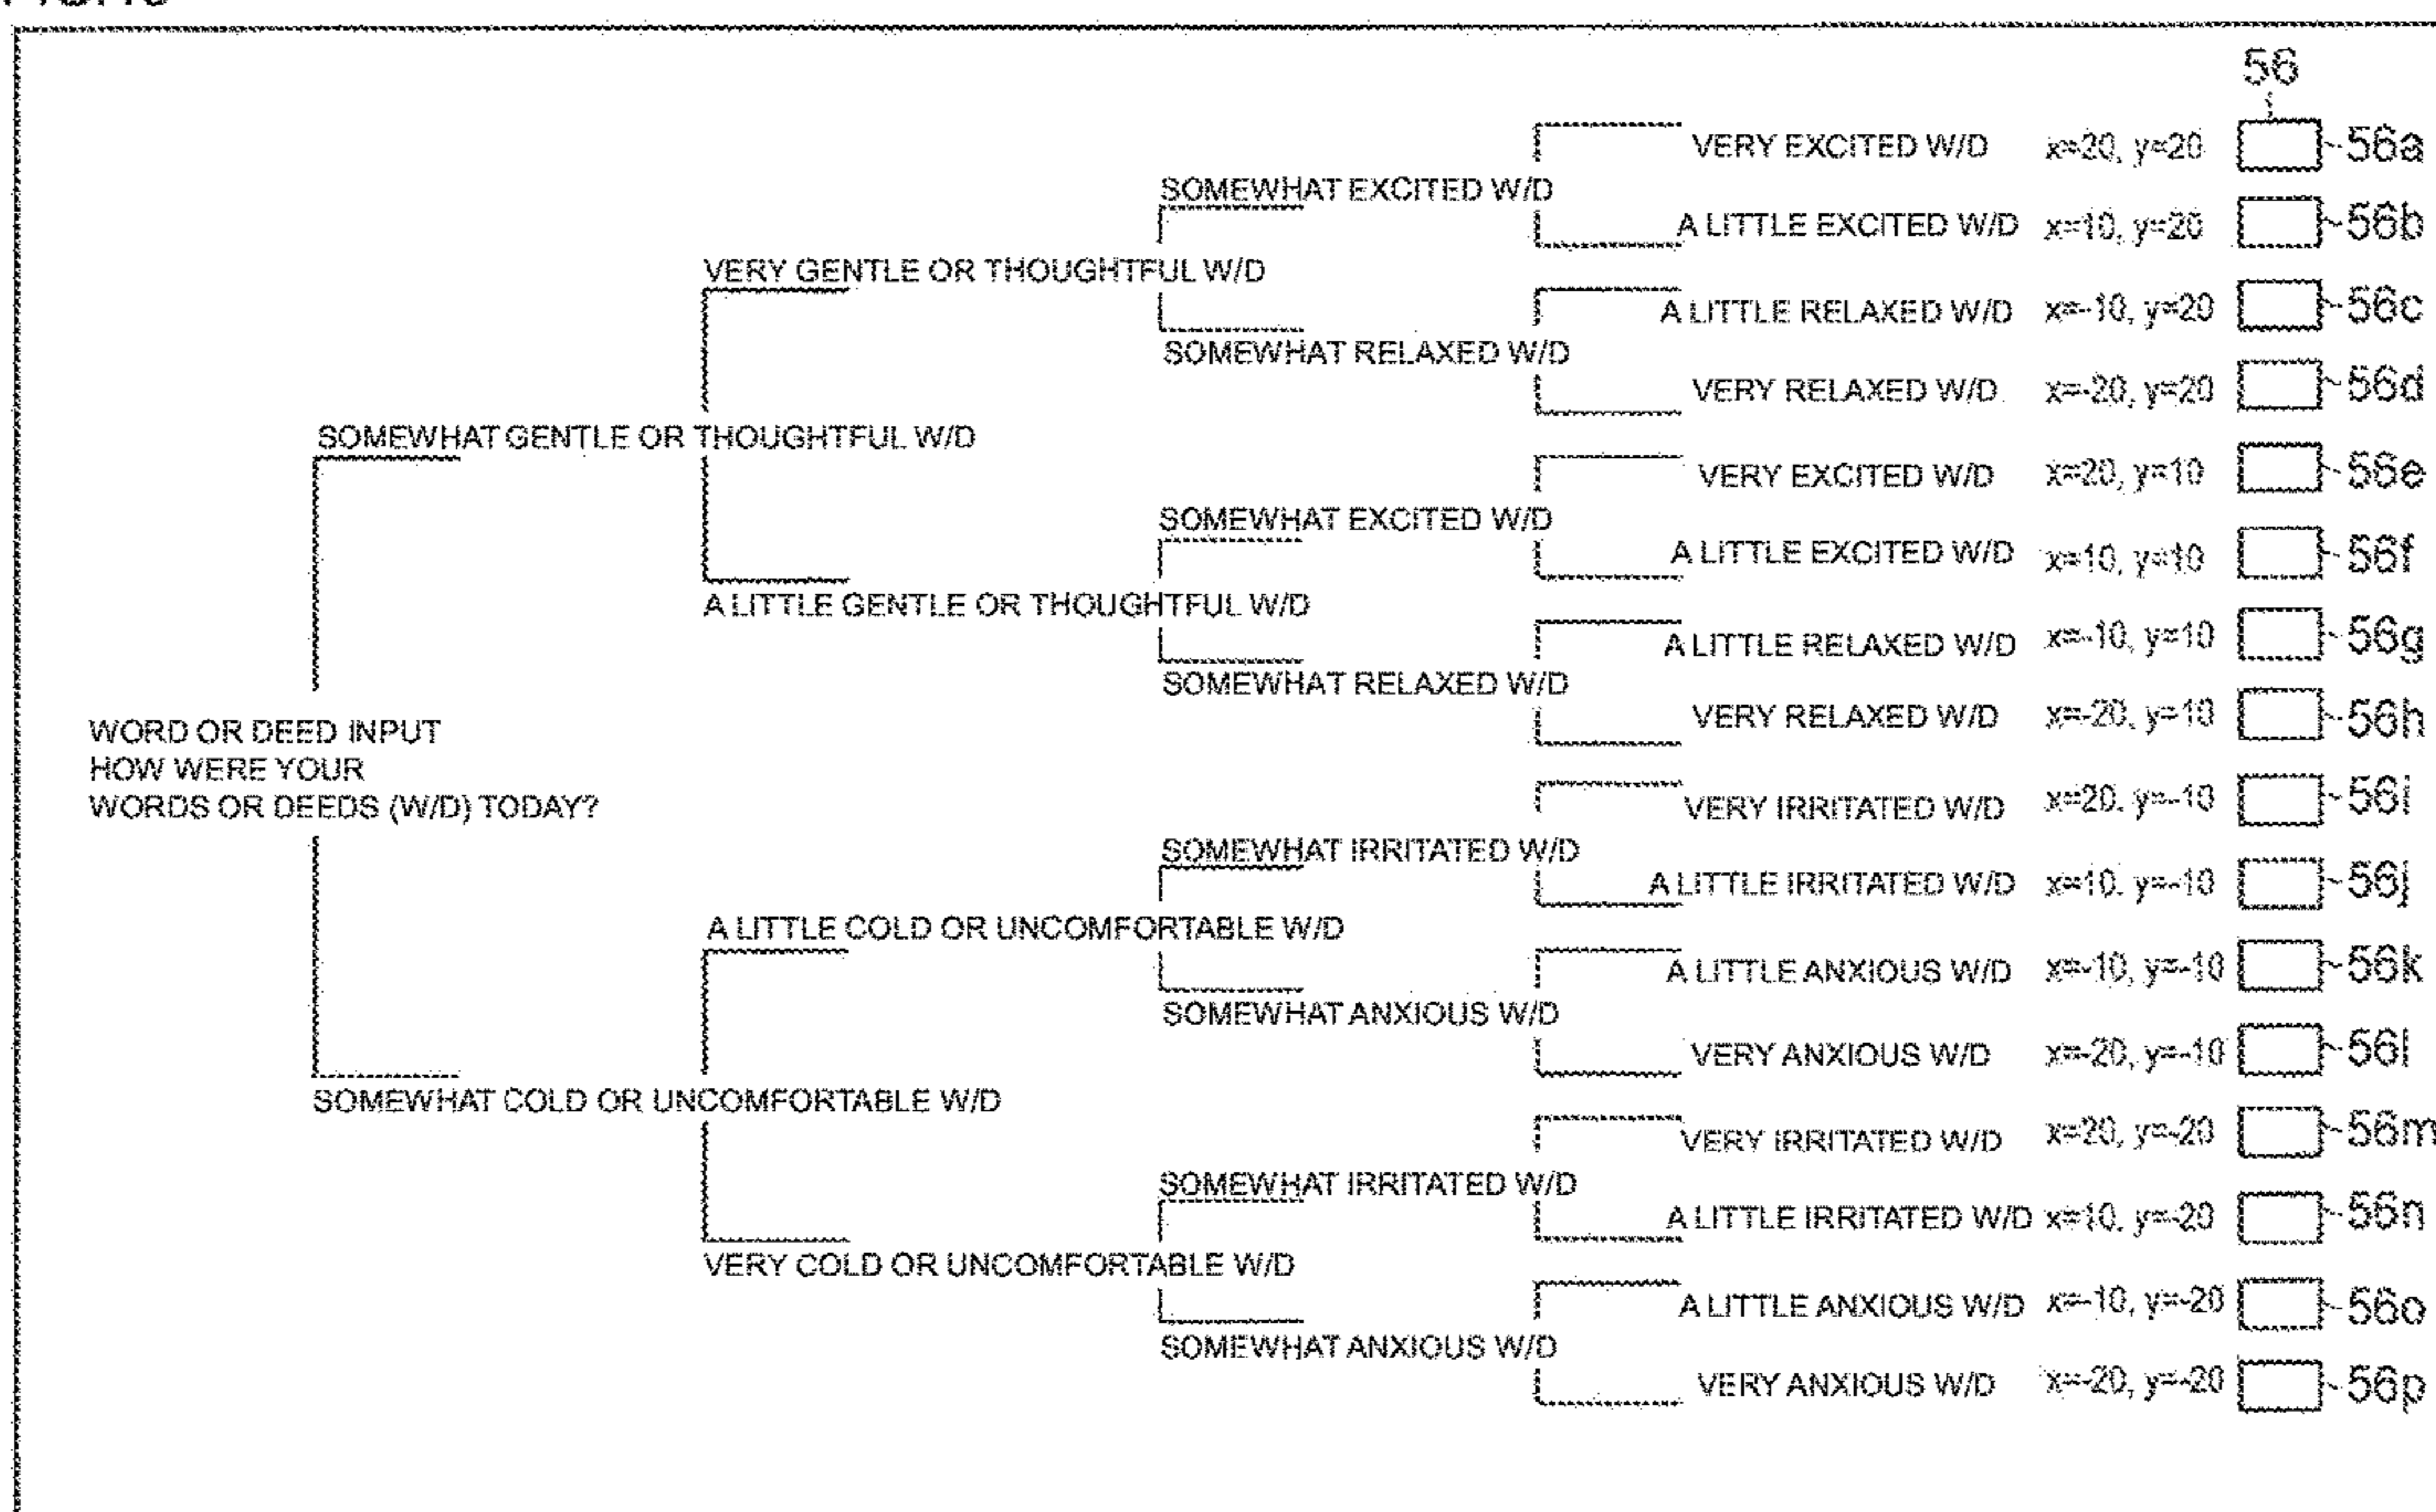 56
VERY EXCITED W/D x=20, y=20 56a
SOMEWHAT EXCITED W/D
A LITTLE EXCITED W/D x=10, y=20 56b
VERY GENTLE OR THOUGHTFUL W/D
A LITTLE RELAXED W/D x=-10, y=20 56c
SOMEWHAT RELAXED W/D
VERY RELAXED W/D x=-20, y=20 56d
SOMEWHAT GENTLE OR THOUGHTFUL W/D
VERY EXCITED W/D x=20, y=10 56e
SOMEWHAT EXCITED W/D
A LITTLE EXCITED W/D x=10, y=10 56f
A LITTLE GENTLE OR THOUGHTFUL W/D
A LITTLE RELAXED W/D x=-10, y=10 56g
SOMEWHAT RELAXED W/D
VERY RELAXED W/D x=-20, y=10 56h
WORD OR DEED INPUT
HOW WERE YOUR
WORDS OR DEEDS (W/D) TODAY?
VERY IRRITATED W/D x=20, y=-10 56i
SOMEWHAT IRRITATED W/D
A LITTLE IRRITATED W/D x=10, y=-10 56j
A LITTLE COLD OR UNCOMFORTABLE W/D
A LITTLE ANXIOUS W/D x=-10, y=-10 56k
SOMEWHAT ANXIOUS W/D
VERY ANXIOUS W/D x=-20, y=-10 56l
SOMEWHAT COLD OR UNCOMFORTABLE W/D
VERY IRRITATED W/D x=20, y=-20 56m
SOMEWHAT IRRITATED W/D
A LITTLE IRRITATED W/D x=10, y=-20 56n
VERY COLD OR UNCOMFORTABLE W/D
A LITTLE ANXIOUS W/D x=-10, y=-20 56o
SOMEWHAT ANXIOUS W/D
VERY ANXIOUS W/D x=-20, y=-20 56p